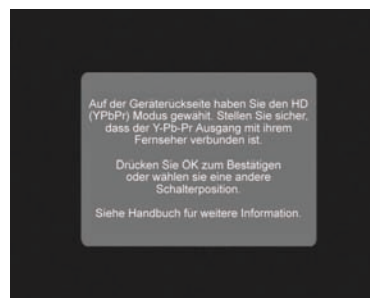 Auf der Geräterückseite haben Sie den HD
(YPbPr) Modus gewählt. Stellen Sie sicher,
dass der Y-Pb-Pr Ausgang mit ihrem
Fernseher verbunden ist.
Drücken Sie OK zum Bestätigen
oder wählen sie eine andere
Schalterposition.
Siehe Handbuch für weitere Information.